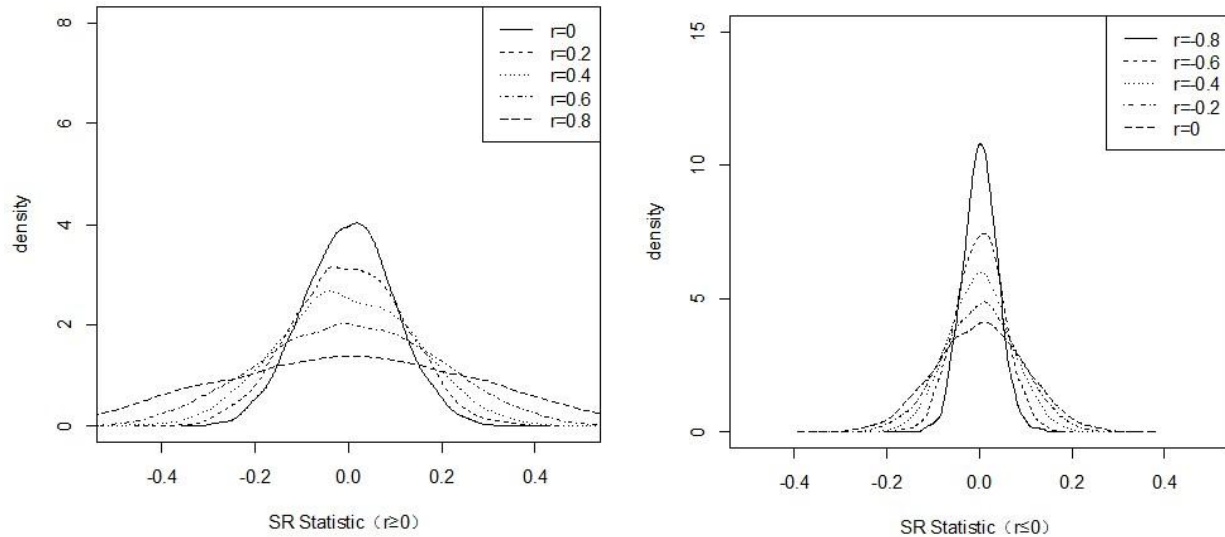 8
6
4
2
0
density
-0.4
-0.2
0.0
0.2
0.4
SR Statistic（r≥0）
r=0
r=0.2
r=0.4
r=0.6
r=0.8
15
10
5
0
density
-0.4
-0.2
0.0
0.2
0.4
SR Statistic（r≤0）
r=-0.8
r=-0.6
r=-0.4
r=-0.2
r=0